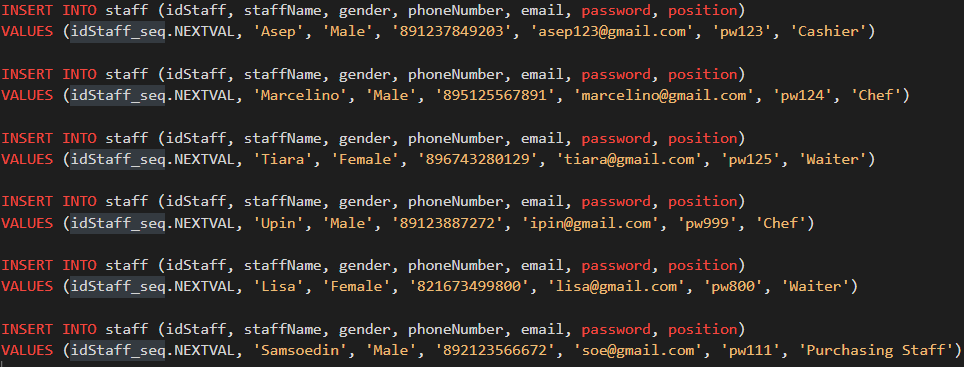 INSERT INTO staff (idStaff, staffName, gender, phoneNumber, email, password, position)
VALUES (idStaff_seq.NEXTVAL, 'Asep', 'Male', '891237849203', 'asep123@gmail.com', 'pw123', 'Cashier')
INSERT INTO staff (idStaff, staffName, gender, phoneNumber, email, password, position)
VALUES (idStaff_seq.NEXTVAL, 'Marcelino', 'Male', '895125567891', 'marcelino@gmail.com', 'pw124', 'Chef')
INSERT INTO staff (idStaff, staffName, gender, phoneNumber, email, password, position)
VALUES (idStaff_seq.NEXTVAL, 'Tiara', 'Female', '896743280129', 'tiara@gmail.com', 'pw125', 'Waiter')
INSERT INTO staff (idStaff, staffName, gender, phoneNumber, email, password, position)
VALUES (idStaff_seq.NEXTVAL, 'Upin', 'Male', '89123887272', 'ipin@gmail.com', 'pw999', 'Chef')
INSERT INTO staff (idStaff, staffName, gender, phoneNumber, email, password, position)
VALUES (idStaff_seq.NEXTVAL, 'Lisa', 'Female', '821673499800', 'lisa@gmail.com', 'pw800', 'Waiter')
INSERT INTO staff (idStaff, staffName, gender, phoneNumber, email, password, position)
VALUES (idStaff_seq.NEXTVAL, 'Samsoedin', 'Male', '892123566672', 'soe@gmail.com', 'pw111', 'Purchasing Staff')